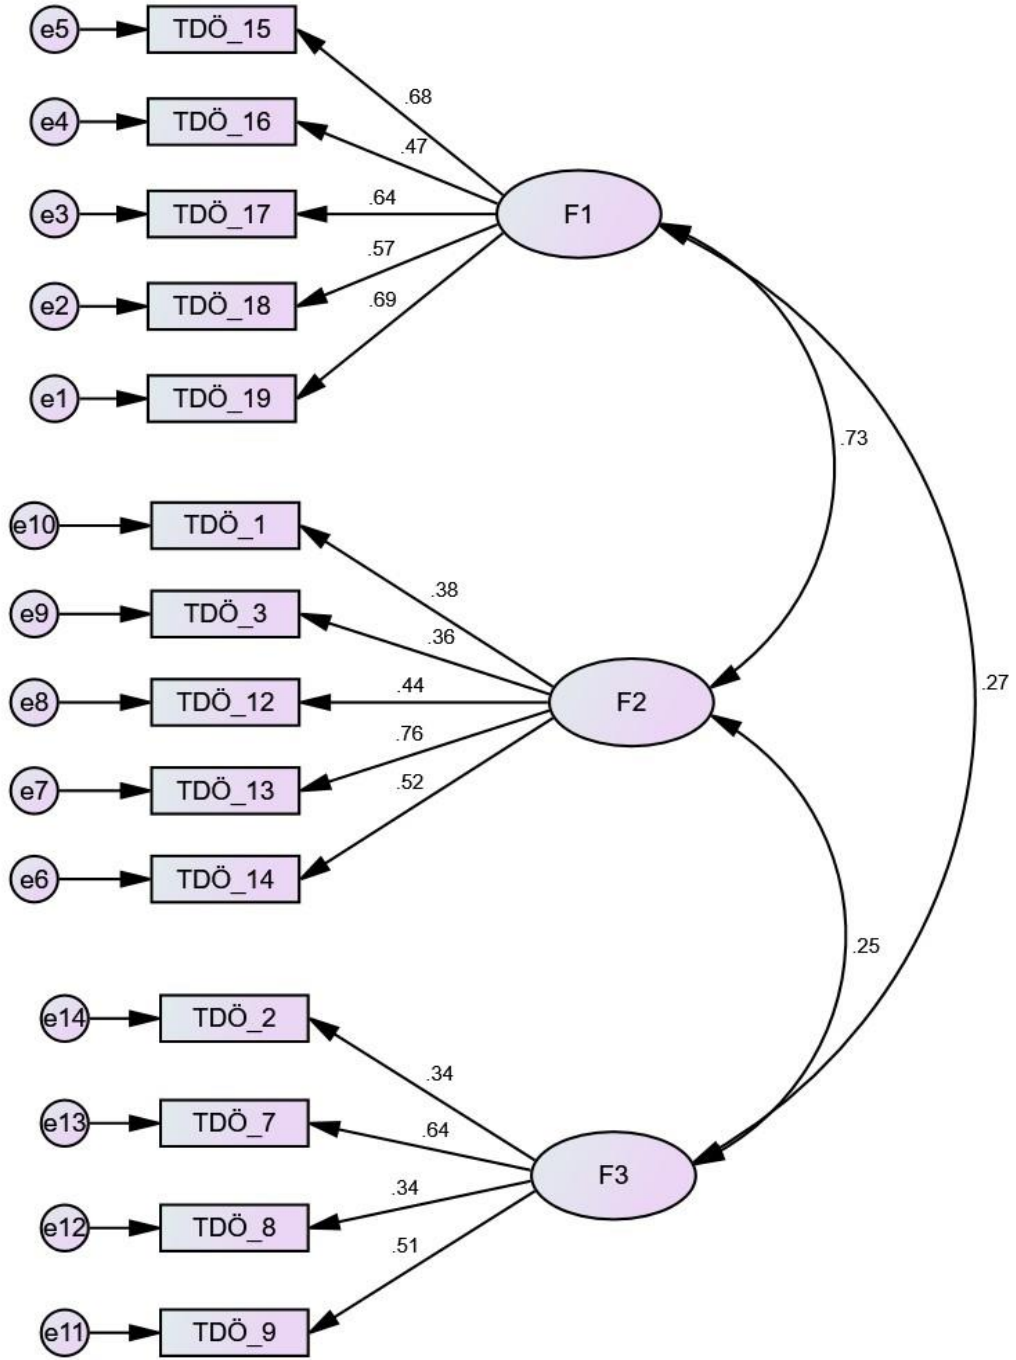 e5 TDÖ_15
.68
e4 TDÖ_16
.47
e3 TDÖ_17
.64
F1
.57
e2 TDÖ_18
.69
e1 TDÖ_19
.73
e10 TDÖ_1
.38
e9 TDÖ_3
.36
.27
e8 TDÖ_12
.44
F2
.76
e7 TDÖ_13
.52
e6 TDÖ_14
.25
e14 TDÖ_2
.34
e13 TDÖ_7
.64
F3
.34
e12 TDÖ_8
.51
e11 TDÖ_9